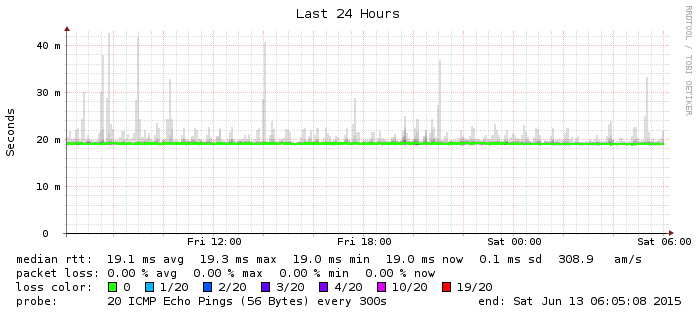 Last 24 Hours
RRDTOOL / TOBI OETIKER
Seconds
40 m
30 m
20 m
10 m
0
Fri 12:00 Fri 18:00 Sat 00:00 Sat 06:00
median rtt: 19.1 ms avg 19.3 ms max 19.0 ms min 19.0 ms now 0.1 ms sd 308.9 am/s
packet loss: 0.00 % avg 0.00 % max 0.00 % min 0.00 % now
loss color: 0 1/20 2/20 3/20 4/20 10/20 19/20
probe: 20 ICMP Echo Pings (56 Bytes) every 300s end: Sat Jun 13 06:05:08 2015